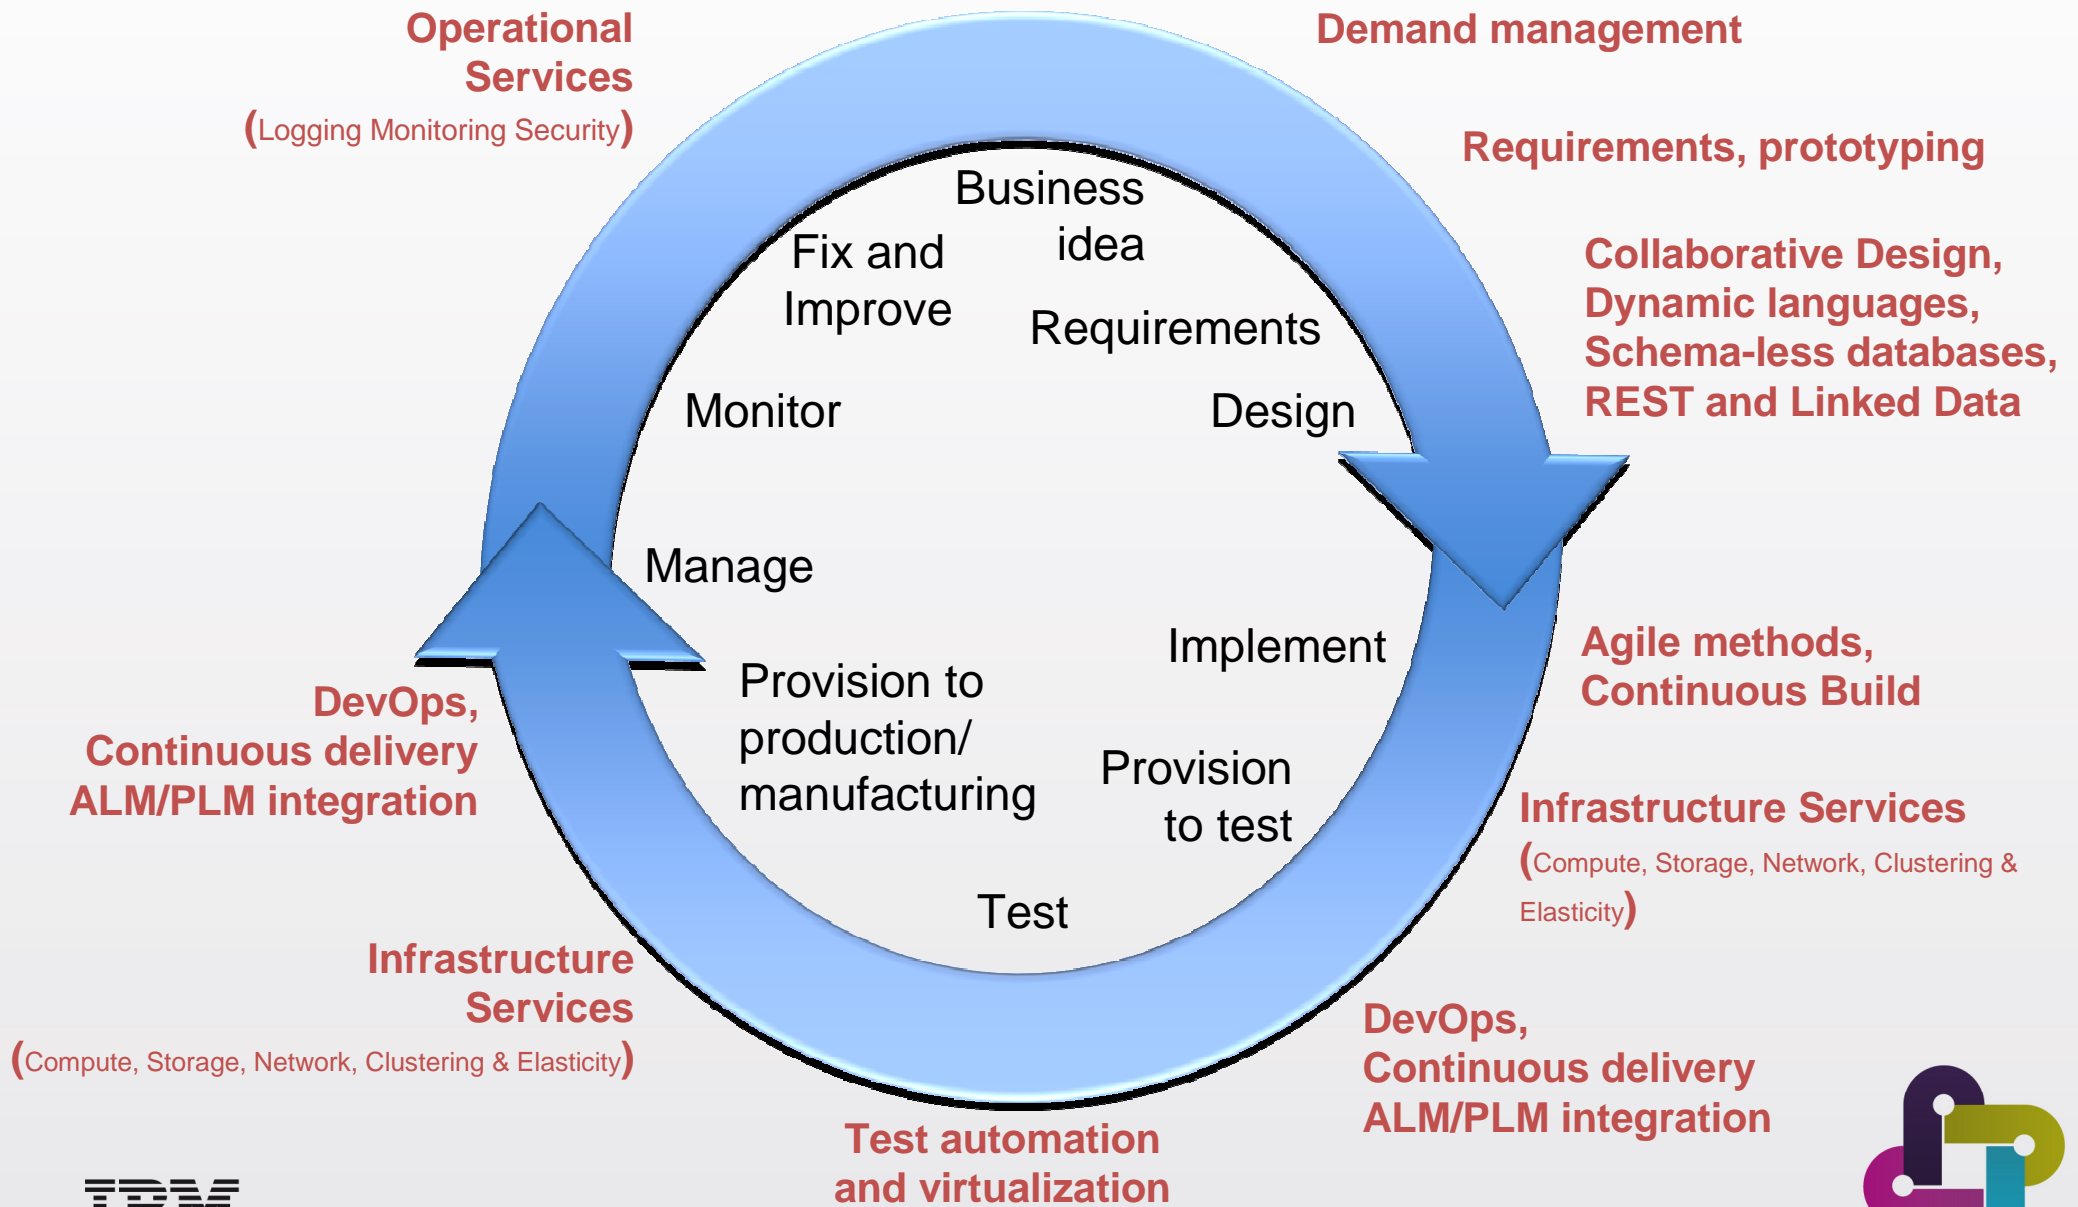 Operational
Services
(Logging Monitoring Security)
Demand management
Requirements, prototyping
Collaborative Design,
Dynamic languages,
Schema-less databases,
REST and Linked Data
Business
idea
Fix and
Improve
Requirements
Monitor
Design
Manage
Implement
Provision to
production/
manufacturing
Provision
to test
Test
Agile methods,
Continuous Build
DevOps,
Continuous delivery
ALM/PLM integration
Infrastructure Services
(Compute, Storage, Network, Clustering &
Elasticity)
Infrastructure
Services
(Compute, Storage, Network, Clustering & Elasticity)
DevOps,
Continuous delivery
ALM/PLM integration
Test automation
and virtualization
IBM